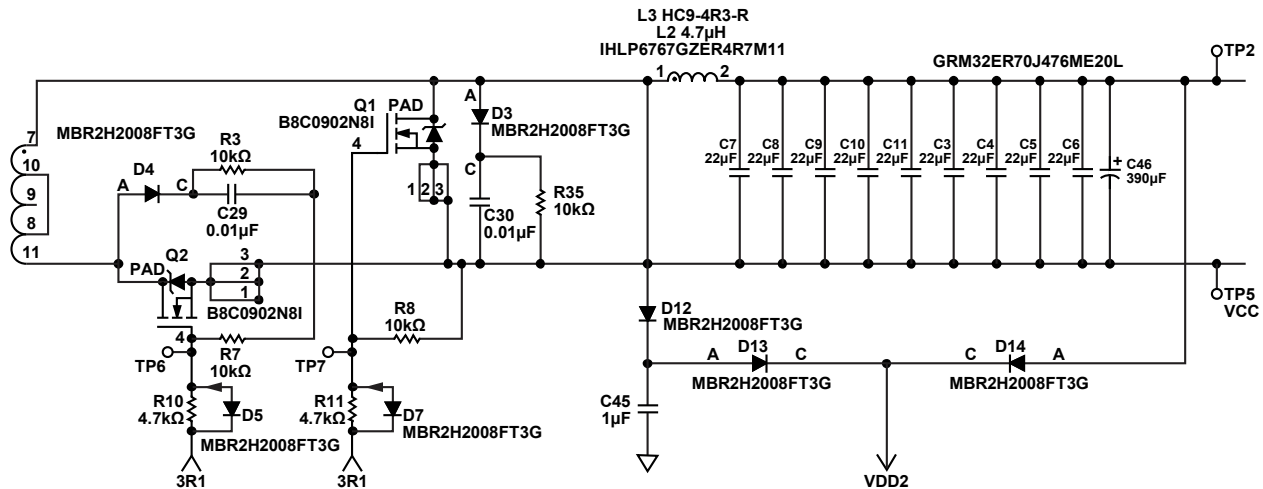 L3 HC9-4R3-R
L2 4.7µH
IHLP6767GZER4R7M11
1
2
GRM32ER70J476ME20L
TP2
7
10
9
8
11
MBR2H2008FT3G
R3
10kΩ
D4
A
C
C29
0.01µF
Q1
B8C0902N8I
PAD
4
1 2 3
A
D3
MBR2H2008FT3G
C
C30
0.01µF
R35
10kΩ
C7
22µF
C8
22µF
C9
22µF
C10
22µF
C11
22µF
C3
22µF
C4
22µF
C5
22µF
C6
22µF
+
C46
390µF
Q2
PAD
3
2
1
B8C0902N8I
4
TP6
R7
10kΩ
R10
4.7kΩ
D5
MBR2H2008FT3G
3R1
R8
10kΩ
TP7
R11
4.7kΩ
D7
MBR2H2008FT3G
3R1
D12
MBR2H2008FT3G
A
D13
C
MBR2H2008FT3G
C
D14
A
MBR2H2008FT3G
C45
1µF
VDD2
TP5
VCC